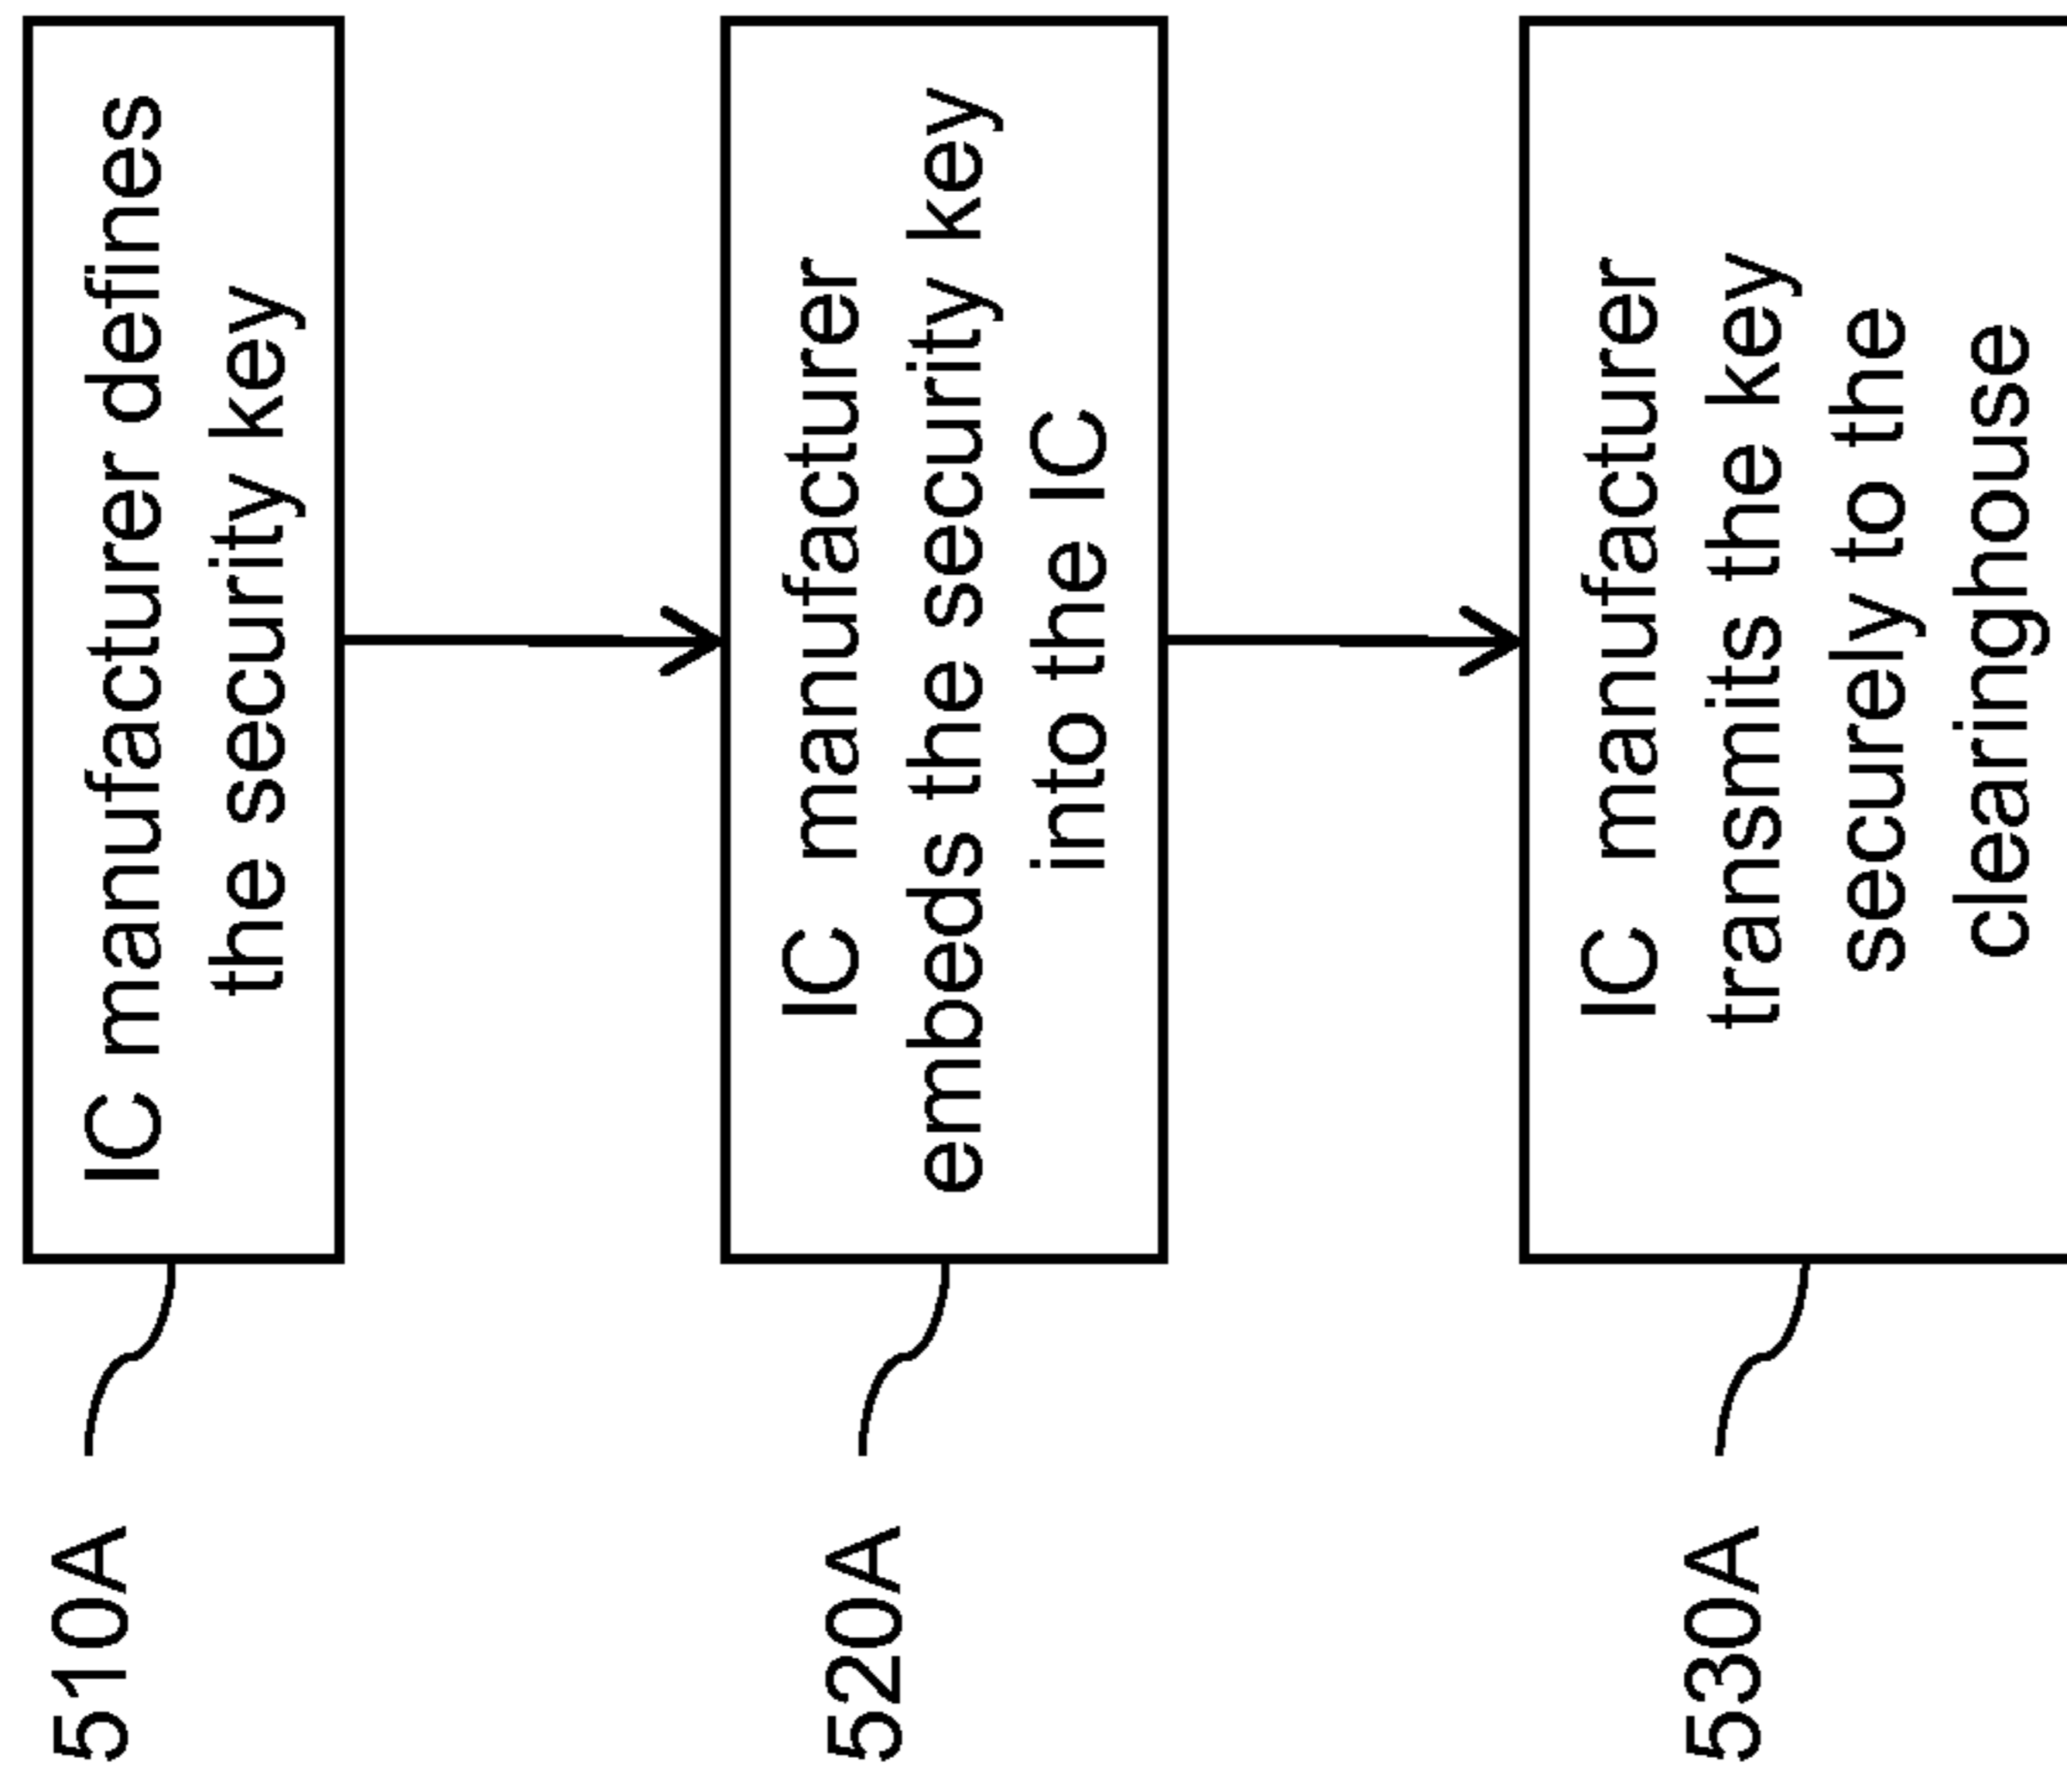 510A
IC manufacturer defines
the security key
520A
IC manufacturer
embeds the security key
into the IC
530A
IC manufacturer
transmits the key
securely to the
clearinghouse